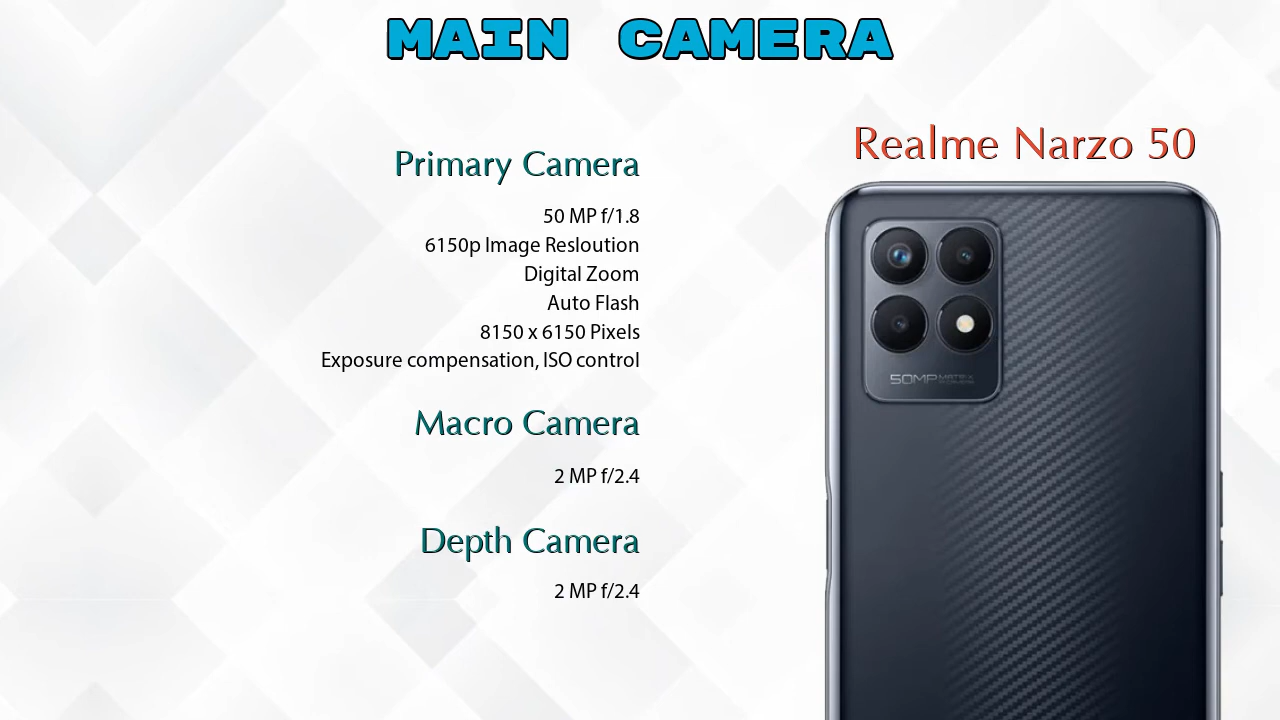 MAIN CAMERA
Realme Narzo 50
Primary Camera
50 MP f/1.8
6150p Image Resloution
Digital Zoom
Auto Flash
8150 x 6150 Pixels
Exposure compensation, ISO control
Macro Camera
2 MP f/2.4
Depth Camera
2 MP f/2.4
50MP MATRIX